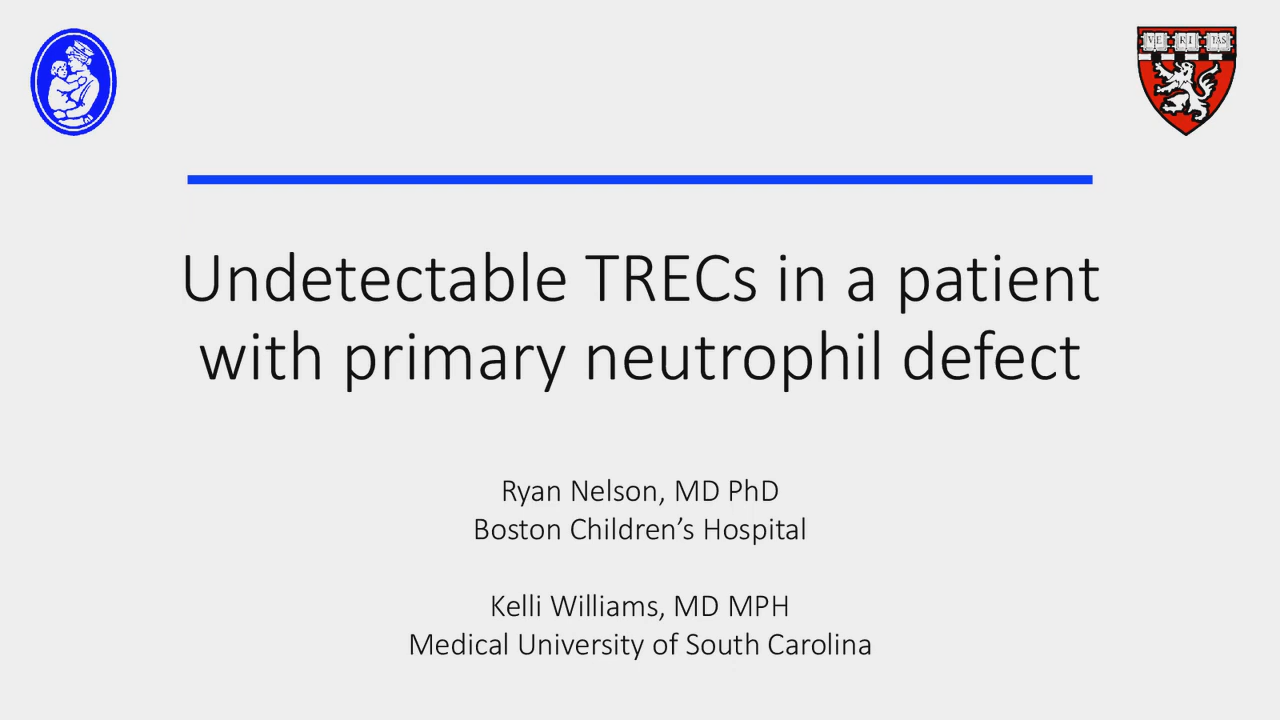 VE RI TAS
Undetectable TRECs in a patient
with primary neutrophil defect
Ryan Nelson, MD PhD
Boston Children’s Hospital
Kelli Williams, MD MPH
Medical University of South Carolina